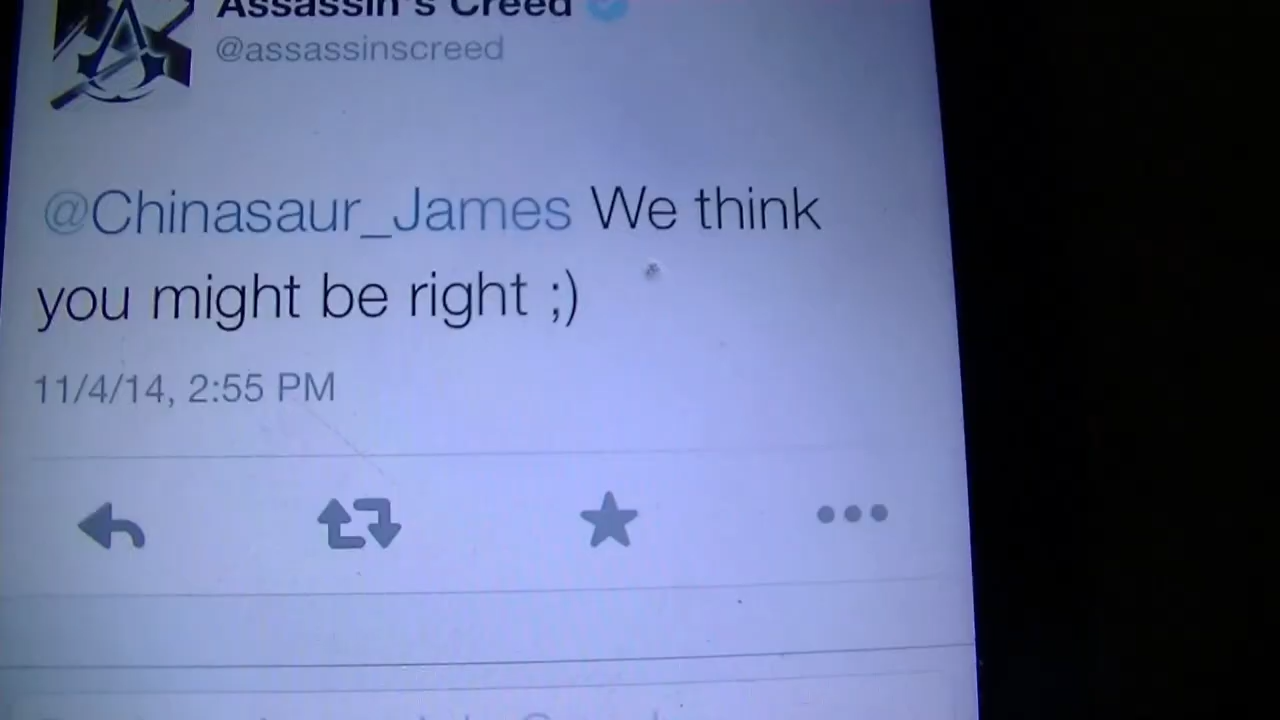 Assassin's Creed
@assassinscreed
@Chinasaur_James We think
you might be right ;)
11/4/14, 2:55 PM